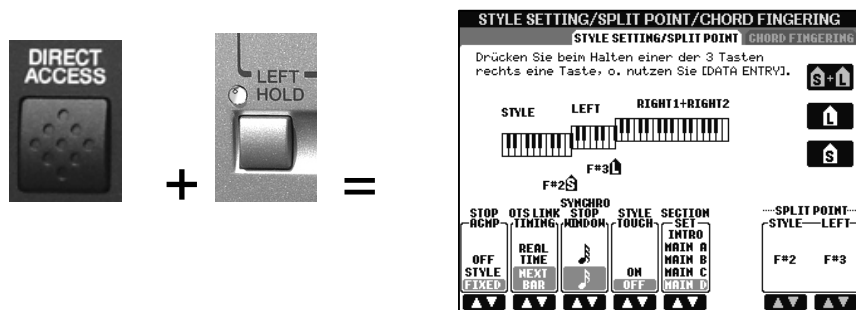 DIRECT
ACCESS
+
LEFT
HOLD
=
STYLE SETTING/SPLIT POINT/CHORD FINGERING
STYLE SETTING/SPLIT POINT CHORD FINGERING
Drücken Sie beim Halten einer der 3 Tasten
rechts eine Taste, o. nutzen Sie [DATA ENTRY].
S+L
L
S
STYLE LEFT RIGHT1+RIGHT2
F#3 L
F#2 S
STOP ACMP
OFF
STYLE
FIXED
OTS LINK TIMING
REAL
TIME
NEXT
BAR
SYNCHRO
STOP
WINDOW
STYLE
TOUCH
ON
OFF
SECTION
SET
INTRO
MAIN A
MAIN B
MAIN C
MAIN D
SPLIT POINT
STYLE LEFT
F#2 F#3